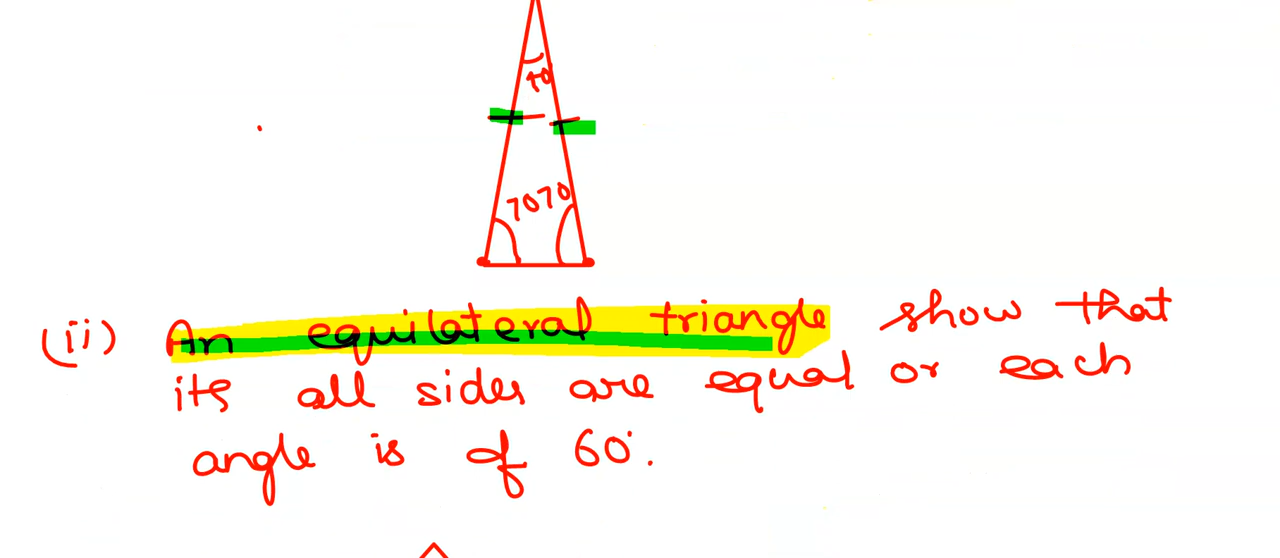 40
70 70
(ii) An equilateral triangle show that
its all sides are equal or each
angle is of 60°.